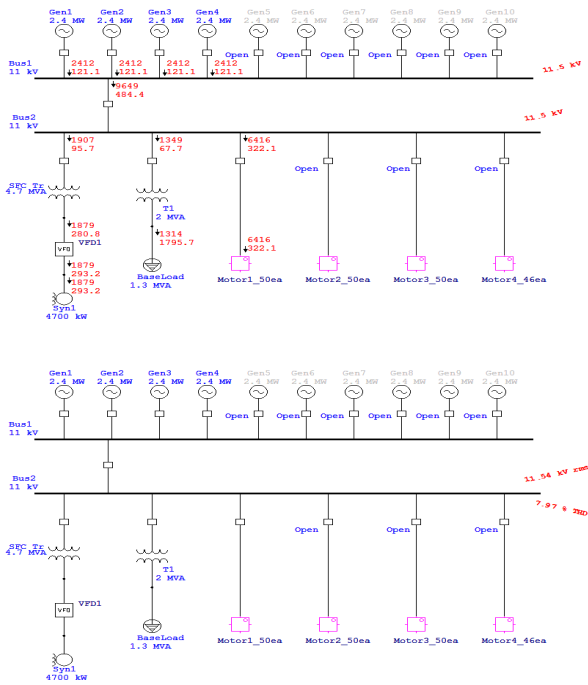 Gen1 Gen2 Gen3 Gen4 Gen5 Gen6 Gen7 Gen8 Gen9 Gen10
2.4 MW 2.4 MW 2.4 MW 2.4 MW 2.4 MW 2.4 MW 2.4 MW 2.4 MW 2.4 MW 2.4 MW
Open Open Open Open Open Open
Bus1 2412 2412 2412 2412
11 kV 121.1 121.1 121.1 121.1 11.5 kV
9649
484.4
Bus2 11.5 kV
11 kV
1907 1349 6416
95.7 67.7 322.1
Open Open Open
SFC Tr
4.7 MVA
T1
2 MVA
1879 1314 6416
280.8 1795.7 322.1
VFD1
VFD
1879
293.2
1879
293.2
BaseLoad
1.3 MVA
Motor1_50ea Motor2_50ea Motor3_50ea Motor4_46ea
Syn1
4700 kW
Gen1 Gen2 Gen3 Gen4 Gen5 Gen6 Gen7 Gen8 Gen9 Gen10
2.4 MW 2.4 MW 2.4 MW 2.4 MW 2.4 MW 2.4 MW 2.4 MW 2.4 MW 2.4 MW 2.4 MW
Open Open Open Open Open Open
Bus1
11 kV
11.54 kV rms
Bus2
11 kV
7.97 % THD
Open Open Open
SFC Tr
4.7 MVA
T1
2 MVA
VFD1
VFD
BaseLoad
1.3 MVA
Motor1_50ea Motor2_50ea Motor3_50ea Motor4_46ea
Syn1
4700 kW